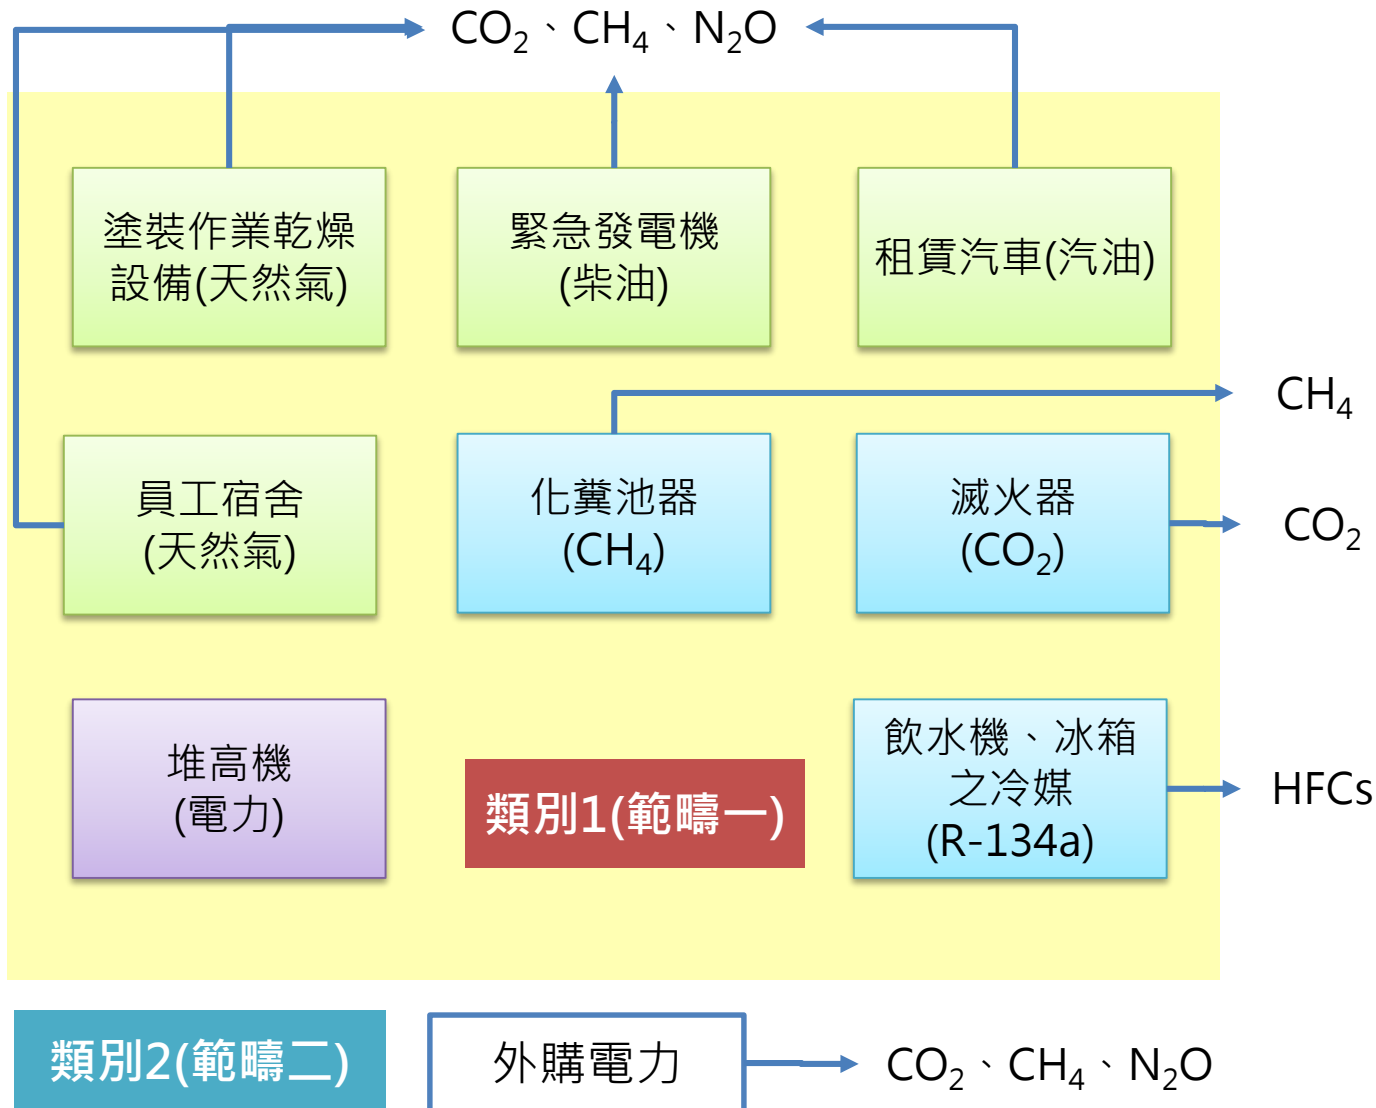 CO₂、CH₄、N₂O
塗裝作業乾燥
設備(天然氣)
緊急發電機
(柴油)
租賃汽車(汽油)
CH₄
員工宿舍
(天然氣)
化糞池器
(CH₄)
滅火器
(CO₂)
CO₂
堆高機
(電力)
類別1(範疇一)
飲水機、冰箱
之冷媒
(R-134a)
HFCs
類別2(範疇二)
外購電力
CO₂、CH₄、N₂O